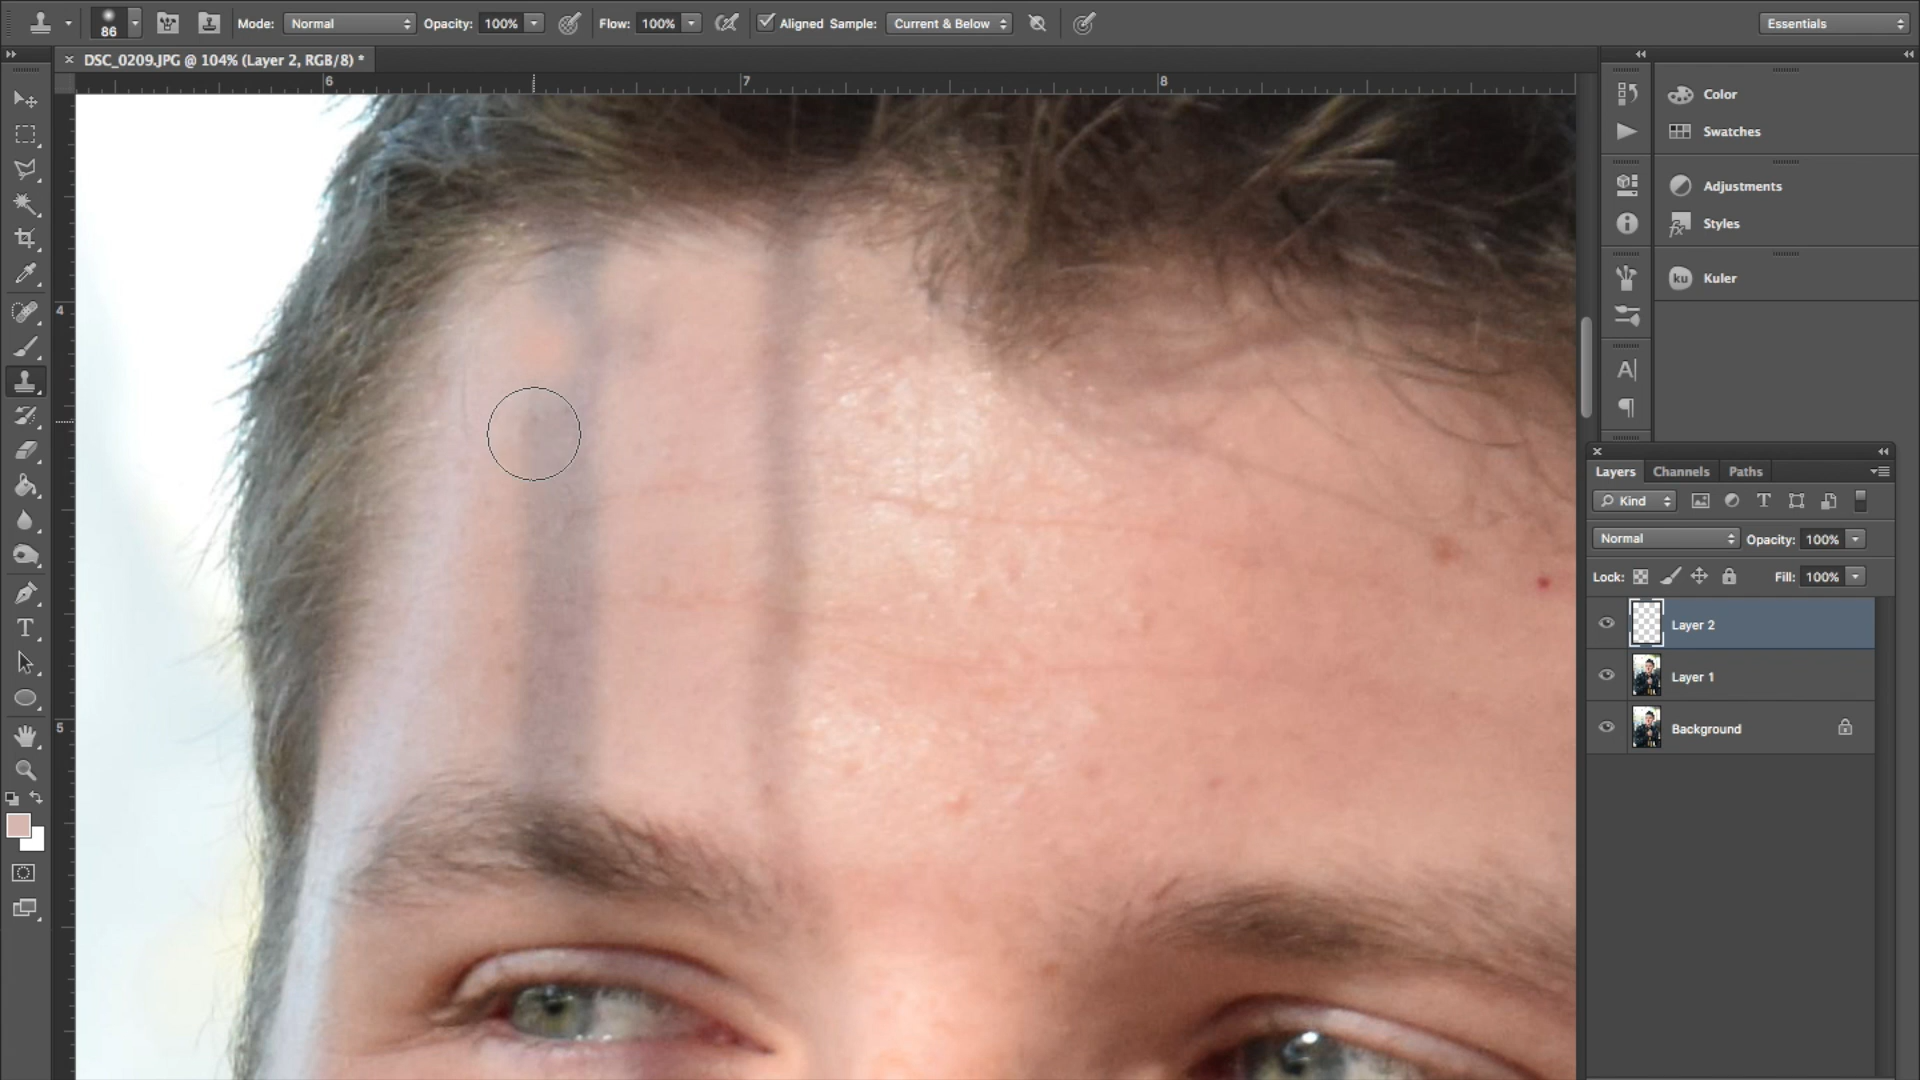 86 Mode: Normal Opacity: 100% Flow: 100% Aligned Sample: Current & Below Essentials
× DSC_0209.JPG @ 104% (Layer 2, RGB/8) *
6 7 8
Color
Swatches
Adjustments
Styles
ku Kuler
4
5
Layers Channels Paths
Kind
Normal Opacity: 100%
Lock: Fill: 100%
Layer 2
Layer 1
Background